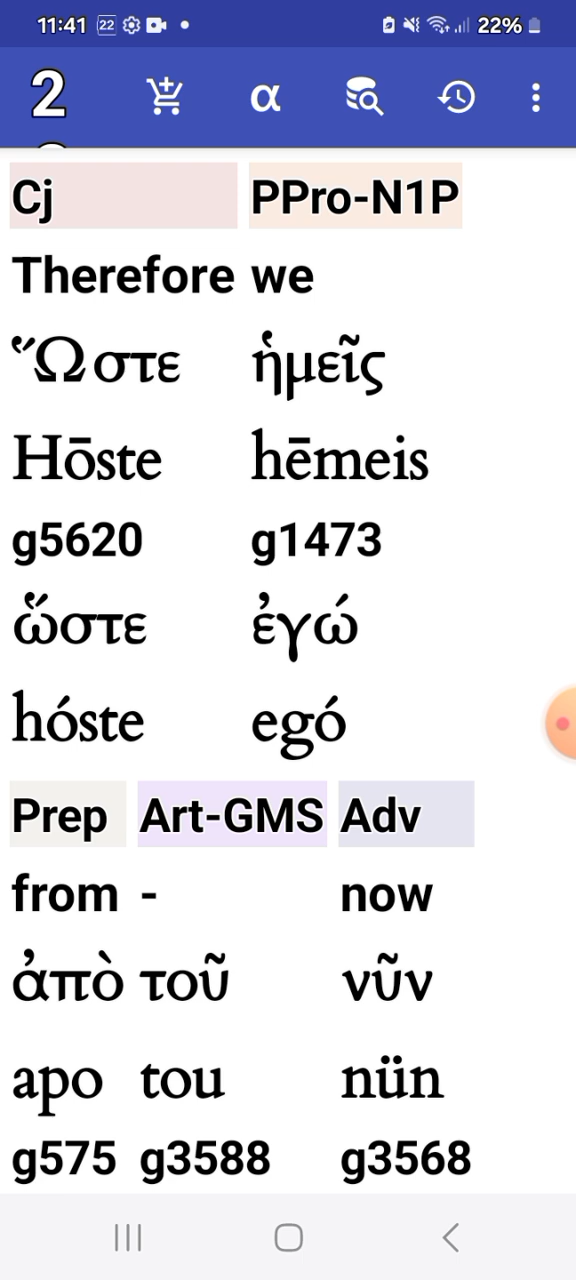 11:41 22 22%
2 α
Cj PPro-N1P
Therefore we
Ὥστε ἡμεῖς
Hōste hēmeis
g5620 g1473
ὥστε ἐγώ
hóste egó
Prep Art-GMS Adv
from - now
ἀπὸ τοῦ νῦν
apo tou nün
g575 g3588 g3568